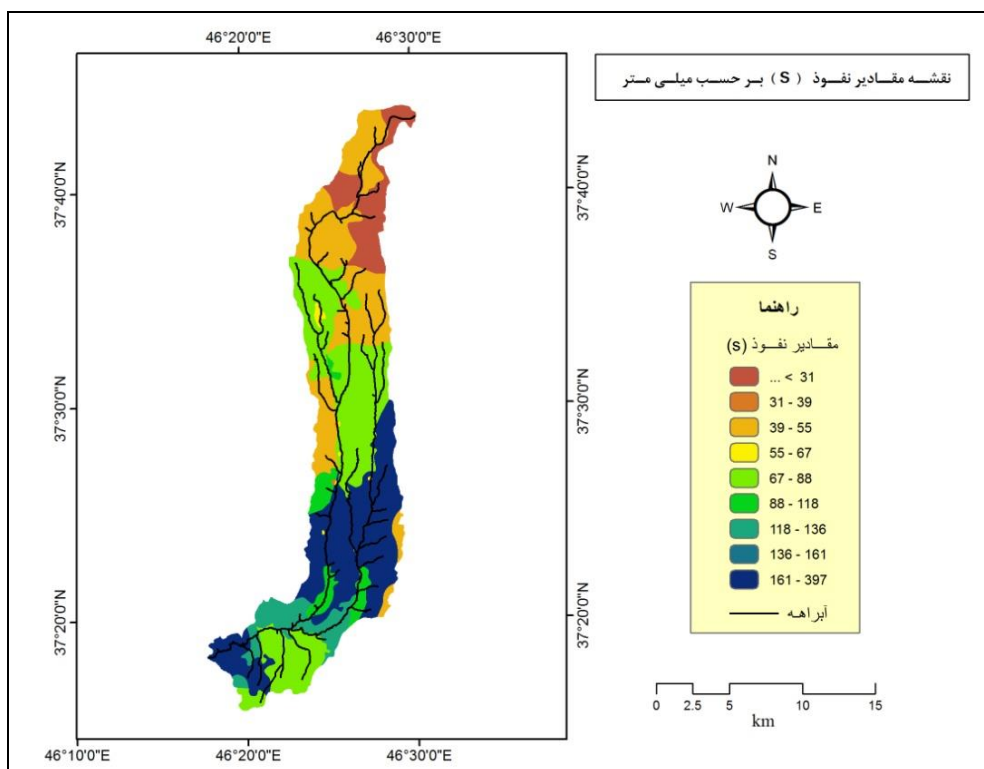 46°20'0"E 46°30'0"E
نقشـــه مقـــادیر نفـــوذ ( S ) بـــر حســـب میلـــی متـــر
37°40'0"N 37°40'0"N
37°30'0"N 37°30'0"N
37°20'0"N 37°20'0"N
46°10'0"E 46°20'0"E 46°30'0"E
N
W E
S
راهنما
مقـــادیر نفـــوذ (s)
... < 31
31 - 39
39 - 55
55 - 67
67 - 88
88 - 118
118 - 136
136 - 161
161 - 397
آبراهـه
0 2.5 5 10 15
km